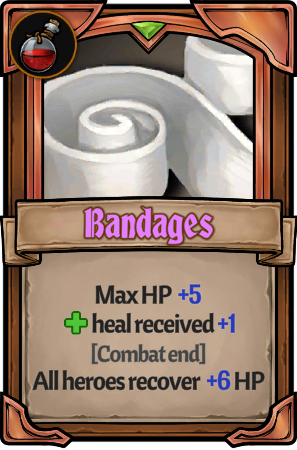 Bandages
Max HP +5
heal received +1
[Combat end]
All heroes recover +6 HP